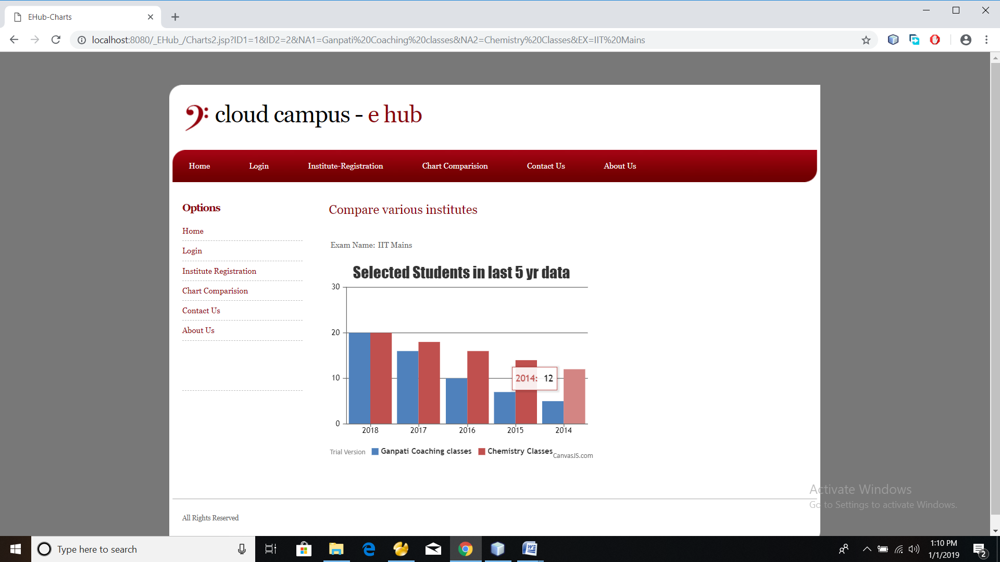 EHub-Charts
localhost:8080/_EHub_/Charts2.jsp?ID1=1&ID2=2&NA1=Ganpati%20Coaching%20classes&NA2=Chemistry%20Classes&EX=IIT%20Mains
cloud campus - e hub
Home Login Institute-Registration Chart Comparision Contact Us About Us
Options
Home
Login
Institute Registration
Chart Comparision
Contact Us
About Us
Compare various institutes
Exam Name: IIT Mains
Selected Students in last 5 yr data
30
20
10
0
2014: 12
2018 2017 2016 2015 2014
Trial Version Ganpati Coaching classes Chemistry Classes CanvasJS.com
Activate Windows
Go to Settings to activate Windows.
All Rights Reserved
Type here to search
1:10 PM
1/1/2019
2